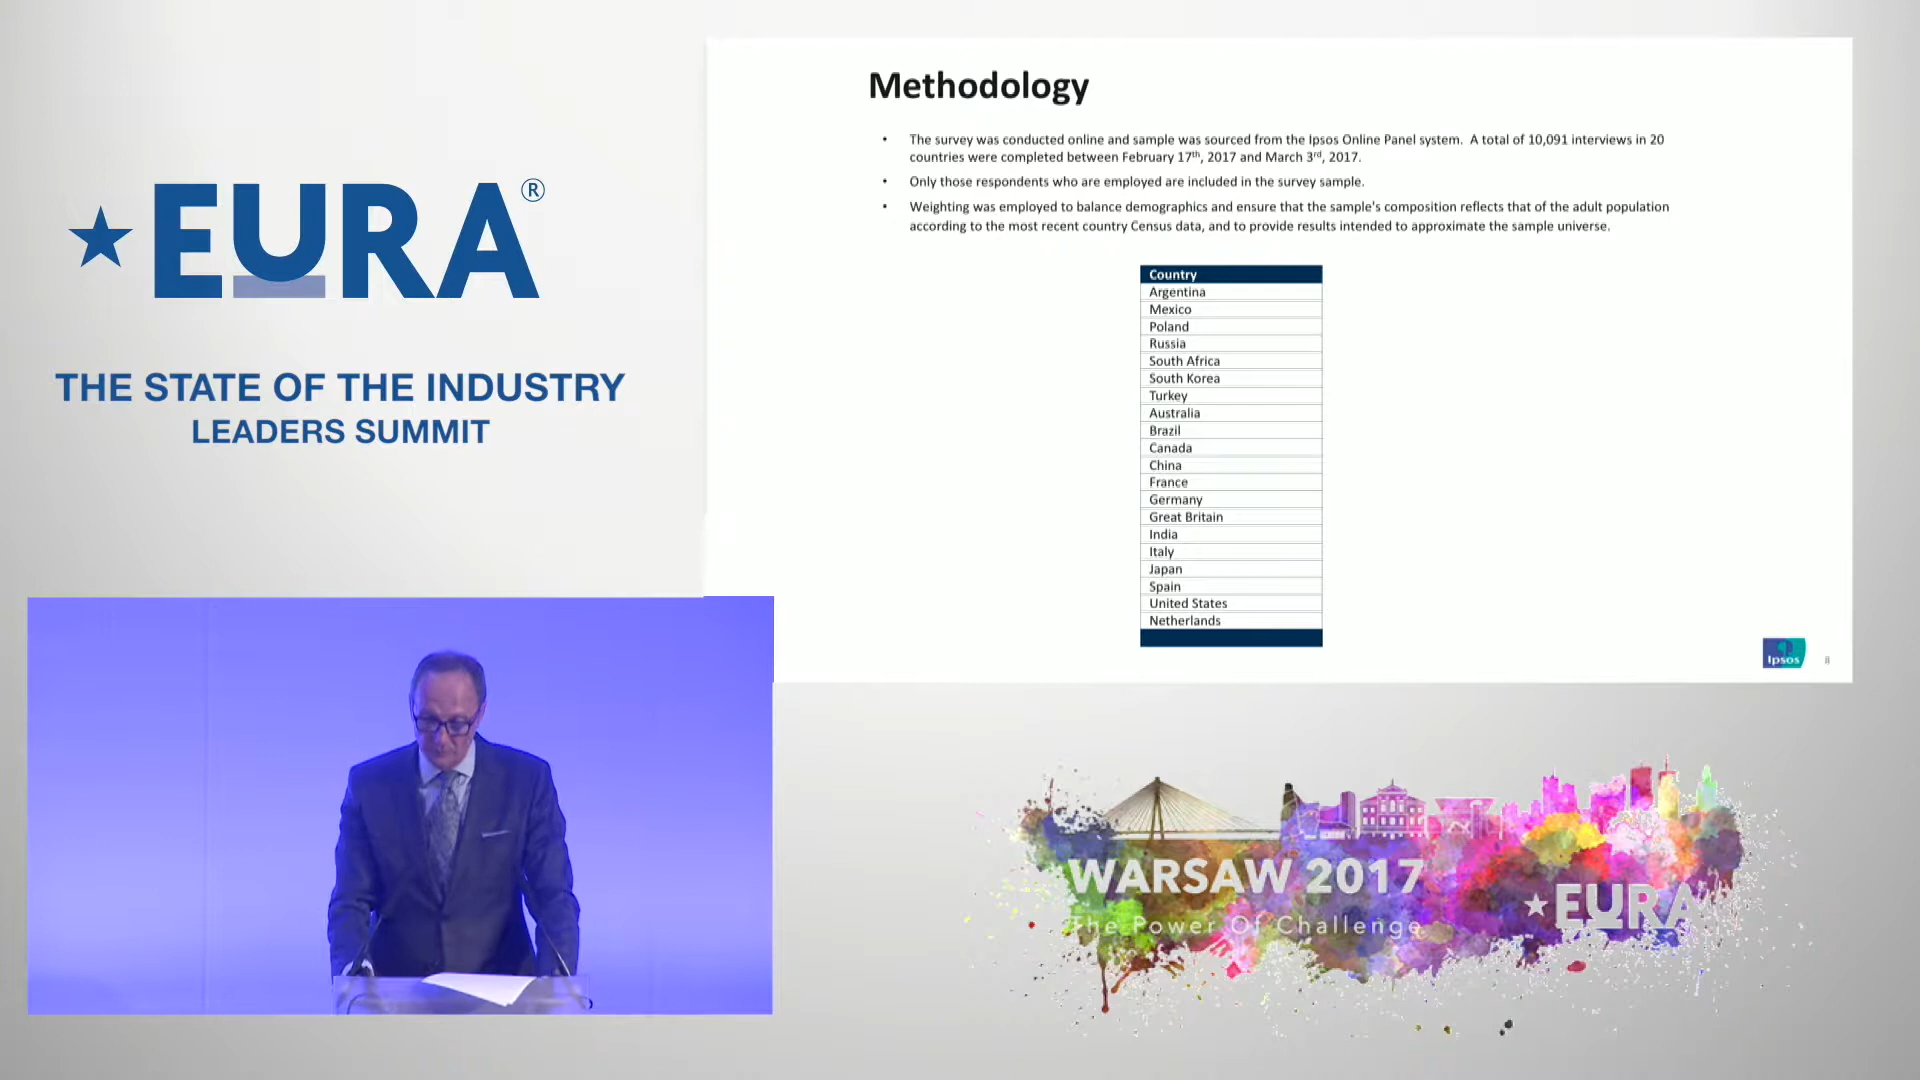 EURA®
THE STATE OF THE INDUSTRY
LEADERS SUMMIT
Methodology
• The survey was conducted online and sample was sourced from the Ipsos Online Panel system. A total of 10,091 interviews in 20
countries were completed between February 17th, 2017 and March 3rd, 2017.
• Only those respondents who are employed are included in the survey sample.
• Weighting was employed to balance demographics and ensure that the sample's composition reflects that of the adult population
according to the most recent country Census data, and to provide results intended to approximate the sample universe.
Country
Argentina
Mexico
Poland
Russia
South Africa
South Korea
Turkey
Australia
Brazil
Canada
China
France
Germany
Great Britain
India
Italy
Japan
Spain
United States
Netherlands
Ipsos
8
WARSAW 2017
The Power Of Challenge
EURA